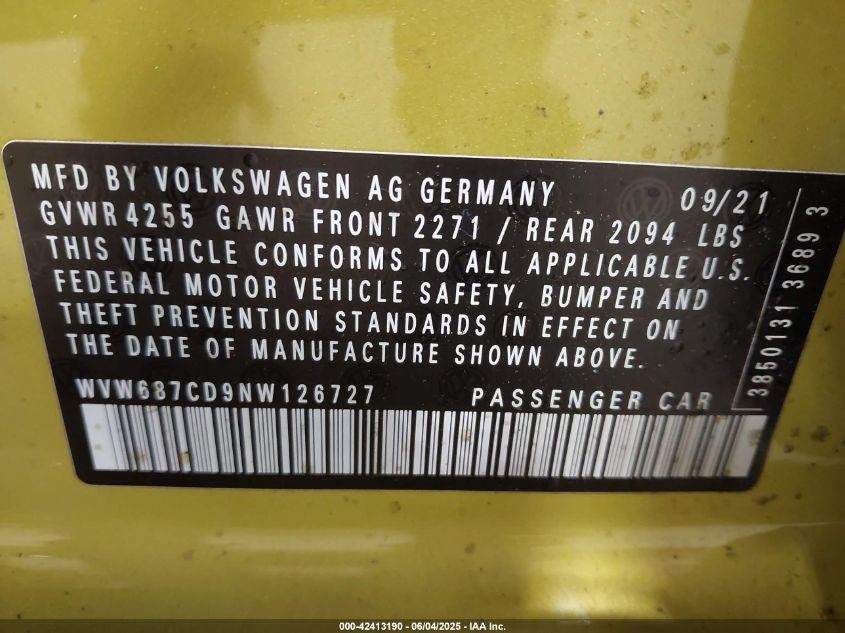 MFD BY VOLKSWAGEN AG GERMANY 09/21
GVWR 4255 GAWR FRONT 2271 / REAR 2094 LBS
THIS VEHICLE CONFORMS TO ALL APPLICABLE U.S.
FEDERAL MOTOR VEHICLE SAFETY, BUMPER AND
THEFT PREVENTION STANDARDS IN EFFECT ON
THE DATE OF MANUFACTURE SHOWN ABOVE.
WVW687CD9NW126727 PASSENGER CAR
3850131 3689 3
000-42413190 - 06/04/2025 - IAA Inc.